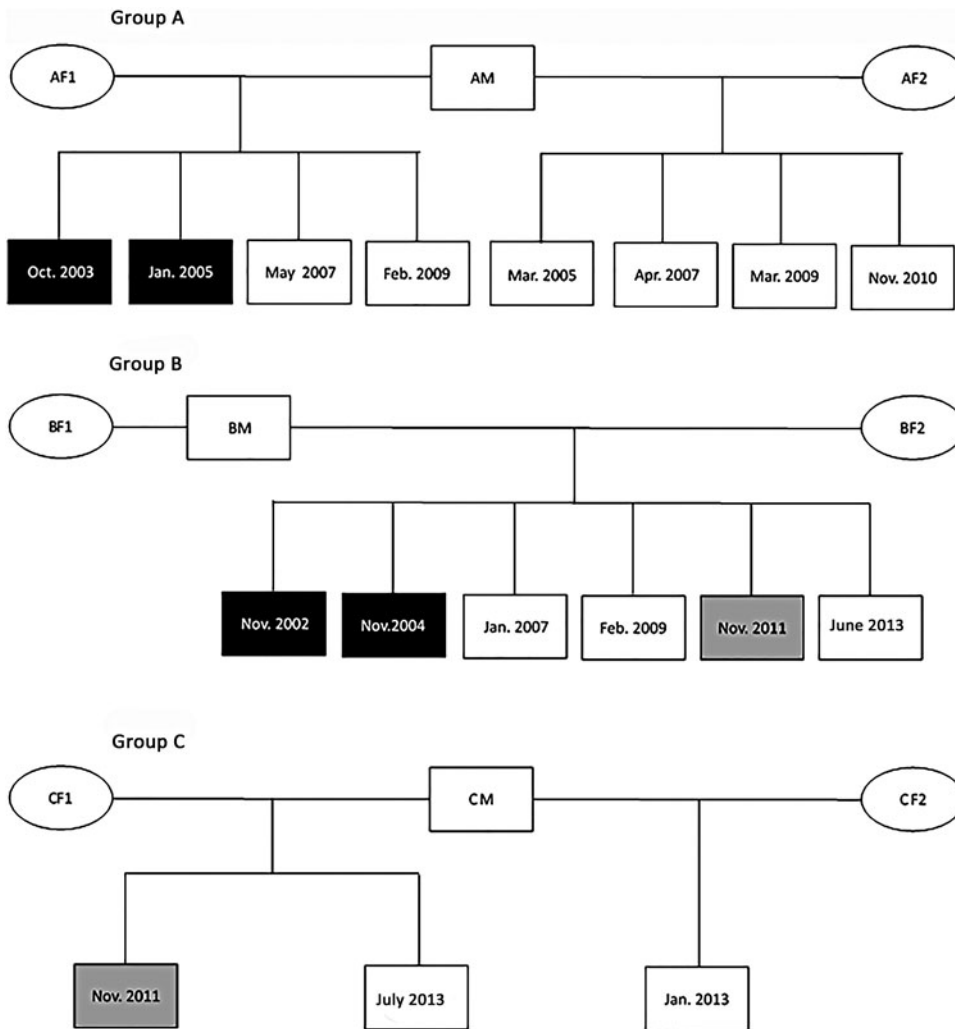 Group A
AF1 AM AF2
Oct. 2003 Jan. 2005 May 2007 Feb. 2009 Mar. 2005 Apr. 2007 Mar. 2009 Nov. 2010
Group B
BF1 BM BF2
Nov. 2002 Nov.2004 Jan. 2007 Feb. 2009 Nov. 2011 June 2013
Group C
CF1 CM CF2
Nov. 2011 July 2013 Jan. 2013